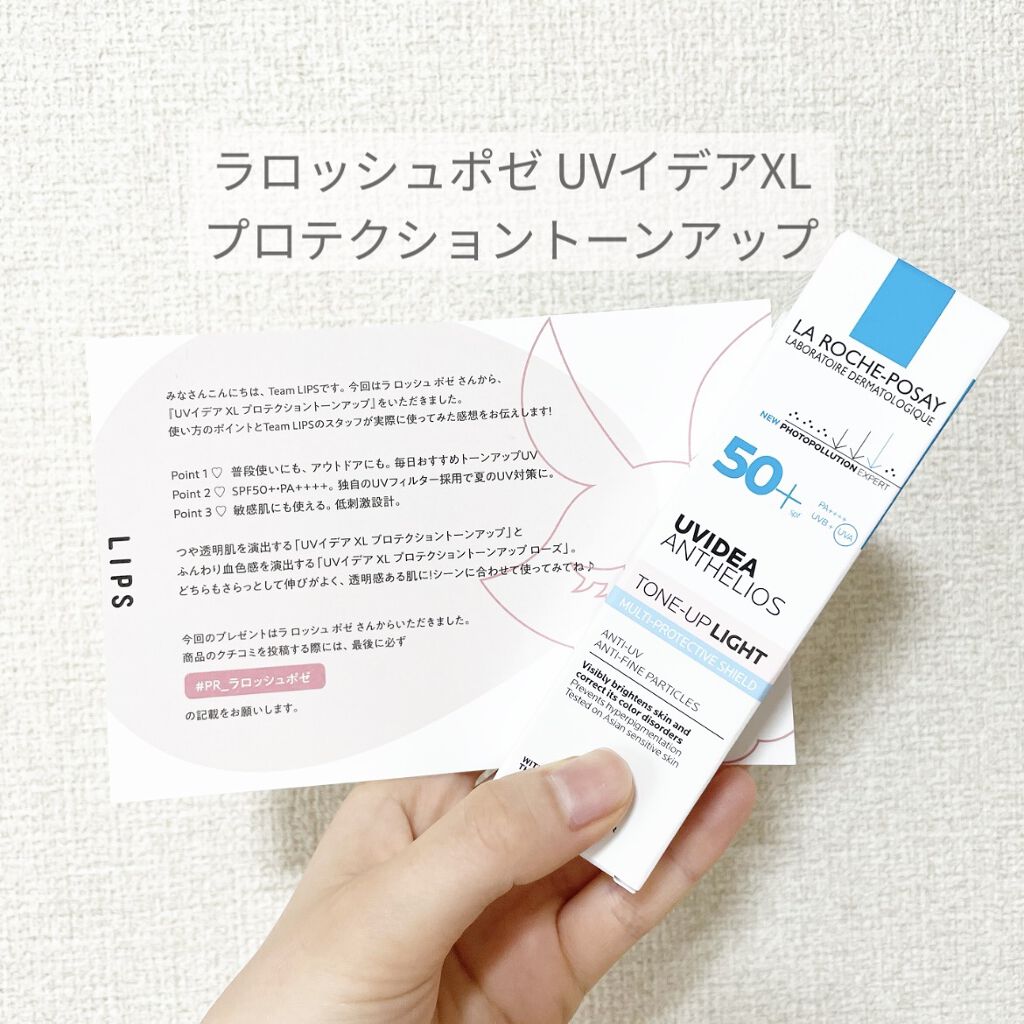 ラロッシュポゼ UVイデアXL
プロテクショントーンアップ
LIPS
みなさんこんにちは、Team LIPSです。今回はラ ロッシュ ポゼ さんから、
『UVイデア XL プロテクショントーンアップ』をいただきました。
使い方のポイントとTeam LIPSのスタッフが実際に使ってみた感想をお伝えします!
Point 1 ♡ 普段使いにも、アウトドアにも。毎日おすすめトーンアップUV
Point 2 ♡ SPF50+・PA++++。独自のUVフィルター採用で夏のUV対策に。
Point 3 ♡ 敏感肌にも使える。低刺激設計。
つや透明肌を演出する「UVイデア XL プロテクショントーンアップ」と
ふんわり血色感を演出する「UVイデア XL プロテクショントーンアップ ローズ」。
どちらもさらっとして伸びがよく、透明感ある肌に!シーンに合わせて使ってみてね♪
今回のプレゼントはラ ロッシュ ポゼ さんからいただきました。
商品のクチコミを投稿する際には、最後に必ず
#PR_ラロッシュポゼ
の記載をお願いします。
LA ROCHE-POSAY
LABORATOIRE DERMATOLOGIQUE
NEW PHOTOPOLLUTION EXPERT
50+
spf
PA++++
UVB + UVA
UVIDEA
ANTHELIOS
TONE-UP LIGHT
MULTI-PROTECTIVE SHIELD
ANTI-UV
ANTI-FINE PARTICLES
Visibly brightens skin and
correct its color disorders
Prevents hyperpigmentation
Tested on Asian sensitive skin